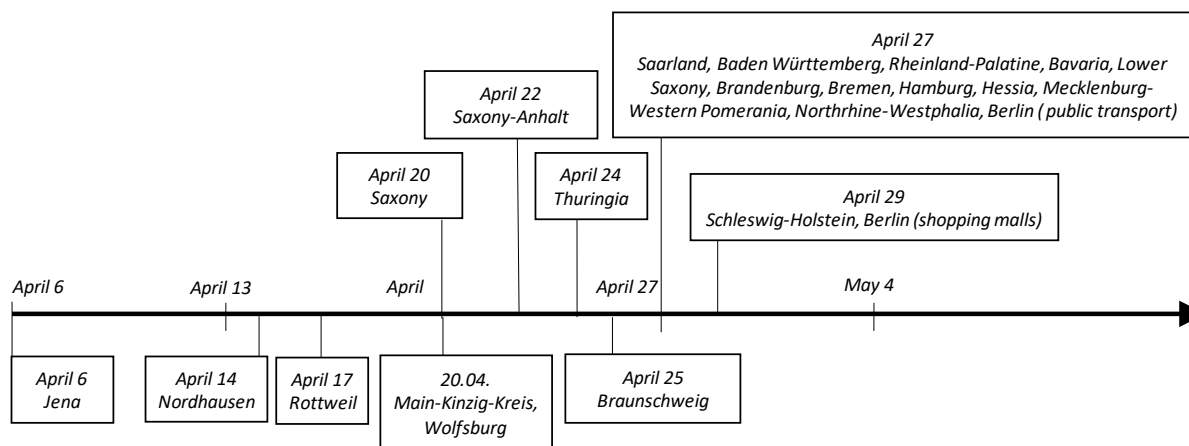 April 27
Saarland, Baden Württemberg, Rheinland-Palatine, Bavaria, Lower
Saxony, Brandenburg, Bremen, Hamburg, Hessia, Mecklenburg-
Western Pomerania, Northrhine-Westphalia, Berlin ( public transport)
April 22
Saxony-Anhalt
April 20
Saxony
April 24
Thuringia
April 29
Schleswig-Holstein, Berlin (shopping malls)
April 6
April 13
April
April 27
May 4
April 6
Jena
April 14
Nordhausen
April 17
Rottweil
20.04.
Main-Kinzig-Kreis,
Wolfsburg
April 25
Braunschweig